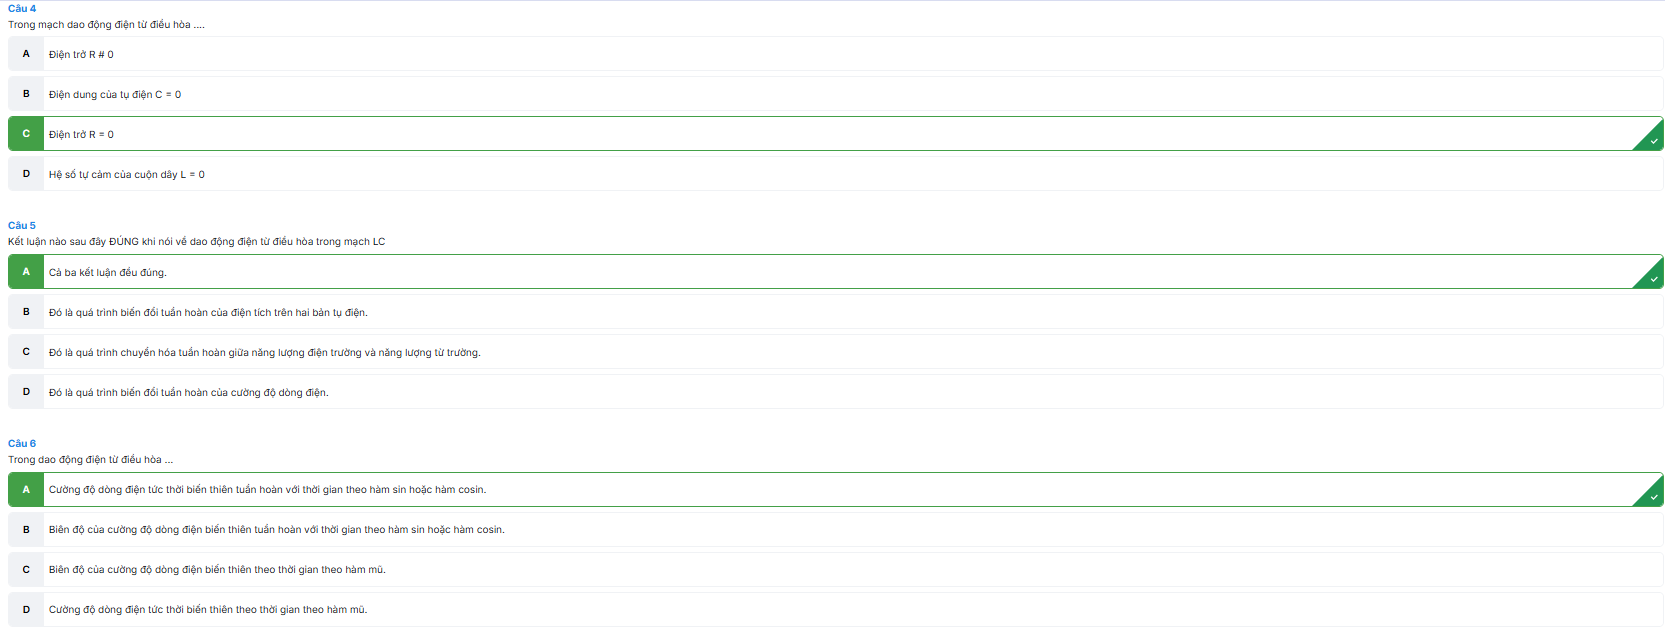 Câu 4
Trong mạch dao động điện từ điều hòa ....
A Điện trở R # 0
B Điện dung của tụ điện C = 0
C Điện trở R = 0
D Hệ số tự cảm của cuộn dây L = 0
Câu 5
Kết luận nào sau đây ĐÚNG khi nói về dao động điện từ điều hòa trong mạch LC
A Cả ba kết luận đều đúng.
B Đó là quá trình biến đổi tuần hoàn của điện tích trên hai bản tụ điện.
C Đó là quá trình chuyển hóa tuần hoàn giữa năng lượng điện trường và năng lượng từ trường.
D Đó là quá trình biến đổi tuần hoàn của cường độ dòng điện.
Câu 6
Trong dao động điện từ điều hòa ...
A Cường độ dòng điện tức thời biến thiên tuần hoàn với thời gian theo hàm sin hoặc hàm cosin.
B Biên độ của cường độ dòng điện biến thiên tuần hoàn với thời gian theo hàm sin hoặc hàm cosin.
C Biên độ của cường độ dòng điện biến thiên theo thời gian theo hàm mũ.
D Cường độ dòng điện tức thời biến thiên theo thời gian theo hàm mũ.